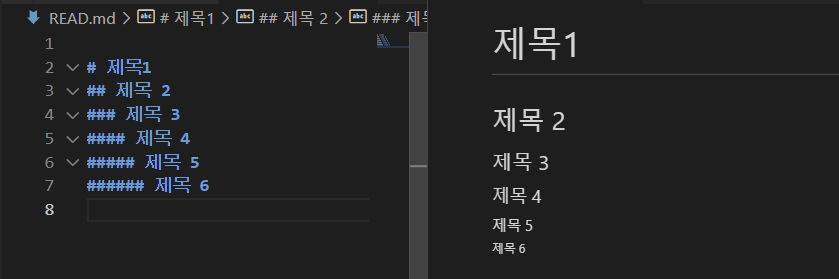 READ.md > # 제목1 > ## 제목 2 > ### 제목
1
2 # 제목1
3 ## 제목 2
4 ### 제목 3
5 #### 제목 4
6 ##### 제목 5
7 ###### 제목 6
8
제목1
제목 2
제목 3
제목 4
제목 5
제목 6